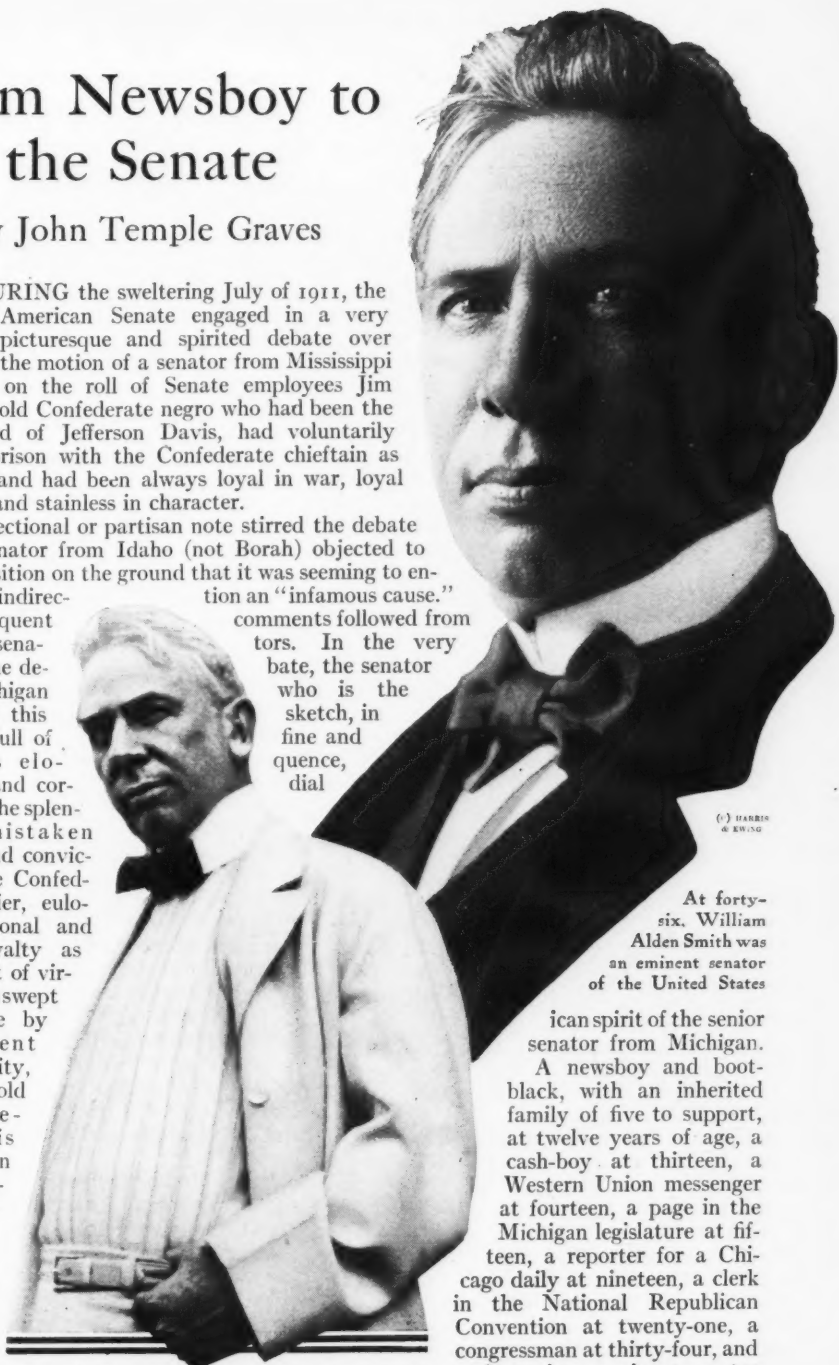 m Newsboy to
the Senate
John Temple Graves
URING the sweltering July of 1911, the
American Senate engaged in a very
picturesque and spirited debate over
the motion of a senator from Mississippi
on the roll of Senate employees Jim
old Confederate negro who had been the
d of Jefferson Davis, had voluntarily
rison with the Confederate chieftain as
and had been always loyal in war, loyal
and stainless in character.
ectional or partisan note stirred the debate
nator from Idaho (not Borah) objected to
ition on the ground that it was seeming to en-
indirec- tion an "infamous cause."
quent comments followed from
sena- tors. In the very
e de- bate, the senator
higan who is the
this sketch, in
ull of fine and
s elo- quence,
nd cor- dial
he splen-
istaken
d convic-
e Confed-
ier, eulo-
onal and
valty as
t of vir-
swept
e by
ent
ity,
old
e-
is
n
-
(c) HARRIS
& EWING
At forty-
six, William
Alden Smith was
an eminent senator
of the United States
ican spirit of the senior
senator from Michigan.
A newsboy and boot-
black, with an inherited
family of five to support,
at twelve years of age, a
cash-boy at thirteen, a
Western Union messenger
at fourteen, a page in the
Michigan legislature at fif-
teen, a reporter for a Chi-
cago daily at nineteen, a clerk
in the National Republican
Convention at twenty-one, a
congressman at thirty-four, and